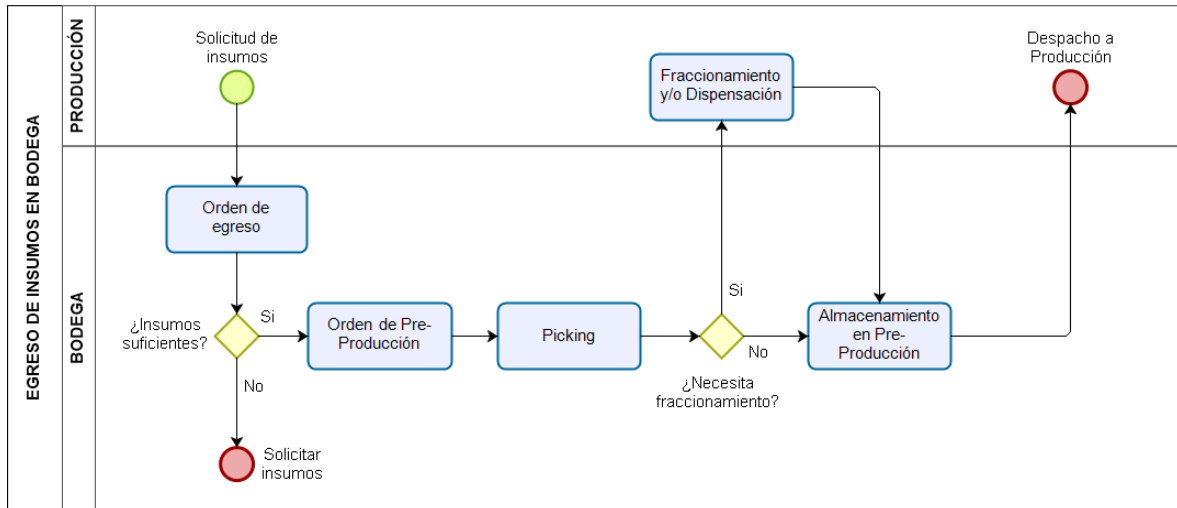 EGRESO DE INSUMOS EN BODEGA
PRODUCCIÓN
Solicitud de
insumos
Fraccionamiento
y/o Dispensación
Despacho a
Producción
BODEGA
Orden de
egreso
¿Insumos
suficientes?
Si
No
Solicitar
insumos
Orden de Pre-
Producción
Picking
Si
No
¿Necesita
fraccionamiento?
Almacenamiento
en Pre-
Producción